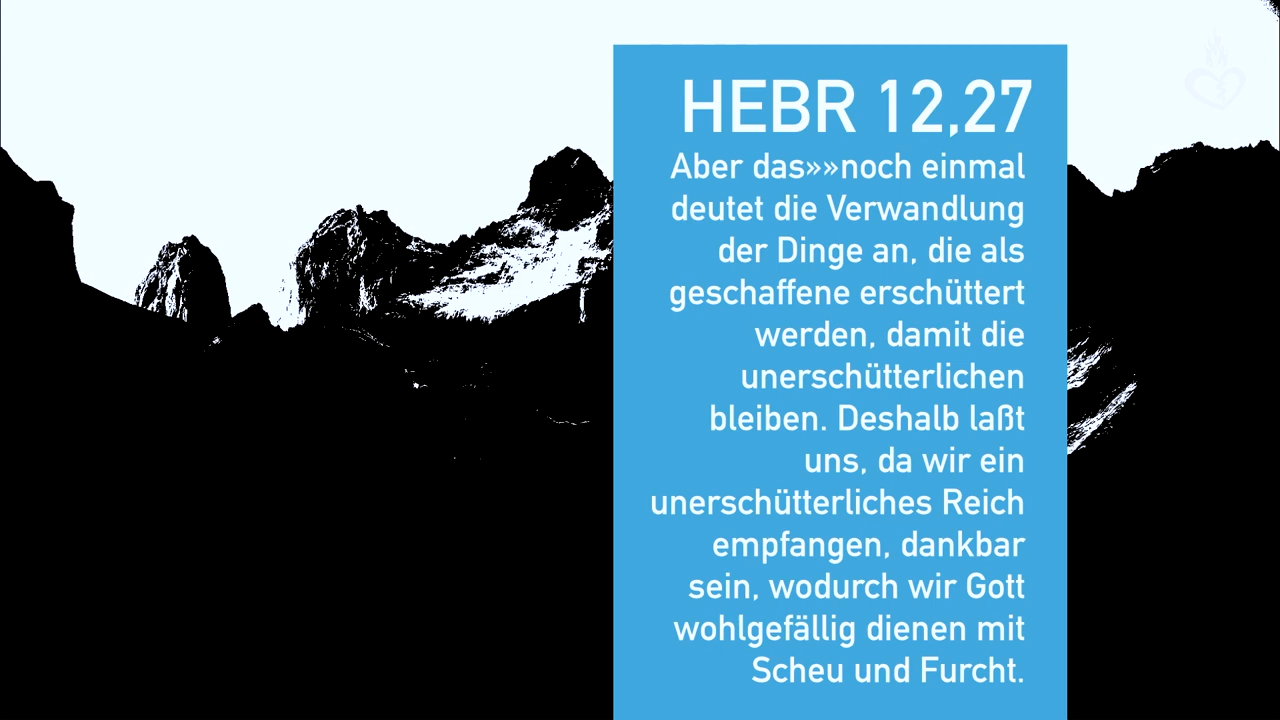 HEBR 12,27
Aber das»»noch einmal
deutet die Verwandlung
der Dinge an, die als
geschaffene erschüttert
werden, damit die
unerschütterlichen
bleiben. Deshalb laßt
uns, da wir ein
unerschütterliches Reich
empfangen, dankbar
sein, wodurch wir Gott
wohlgefällig dienen mit
Scheu und Furcht.